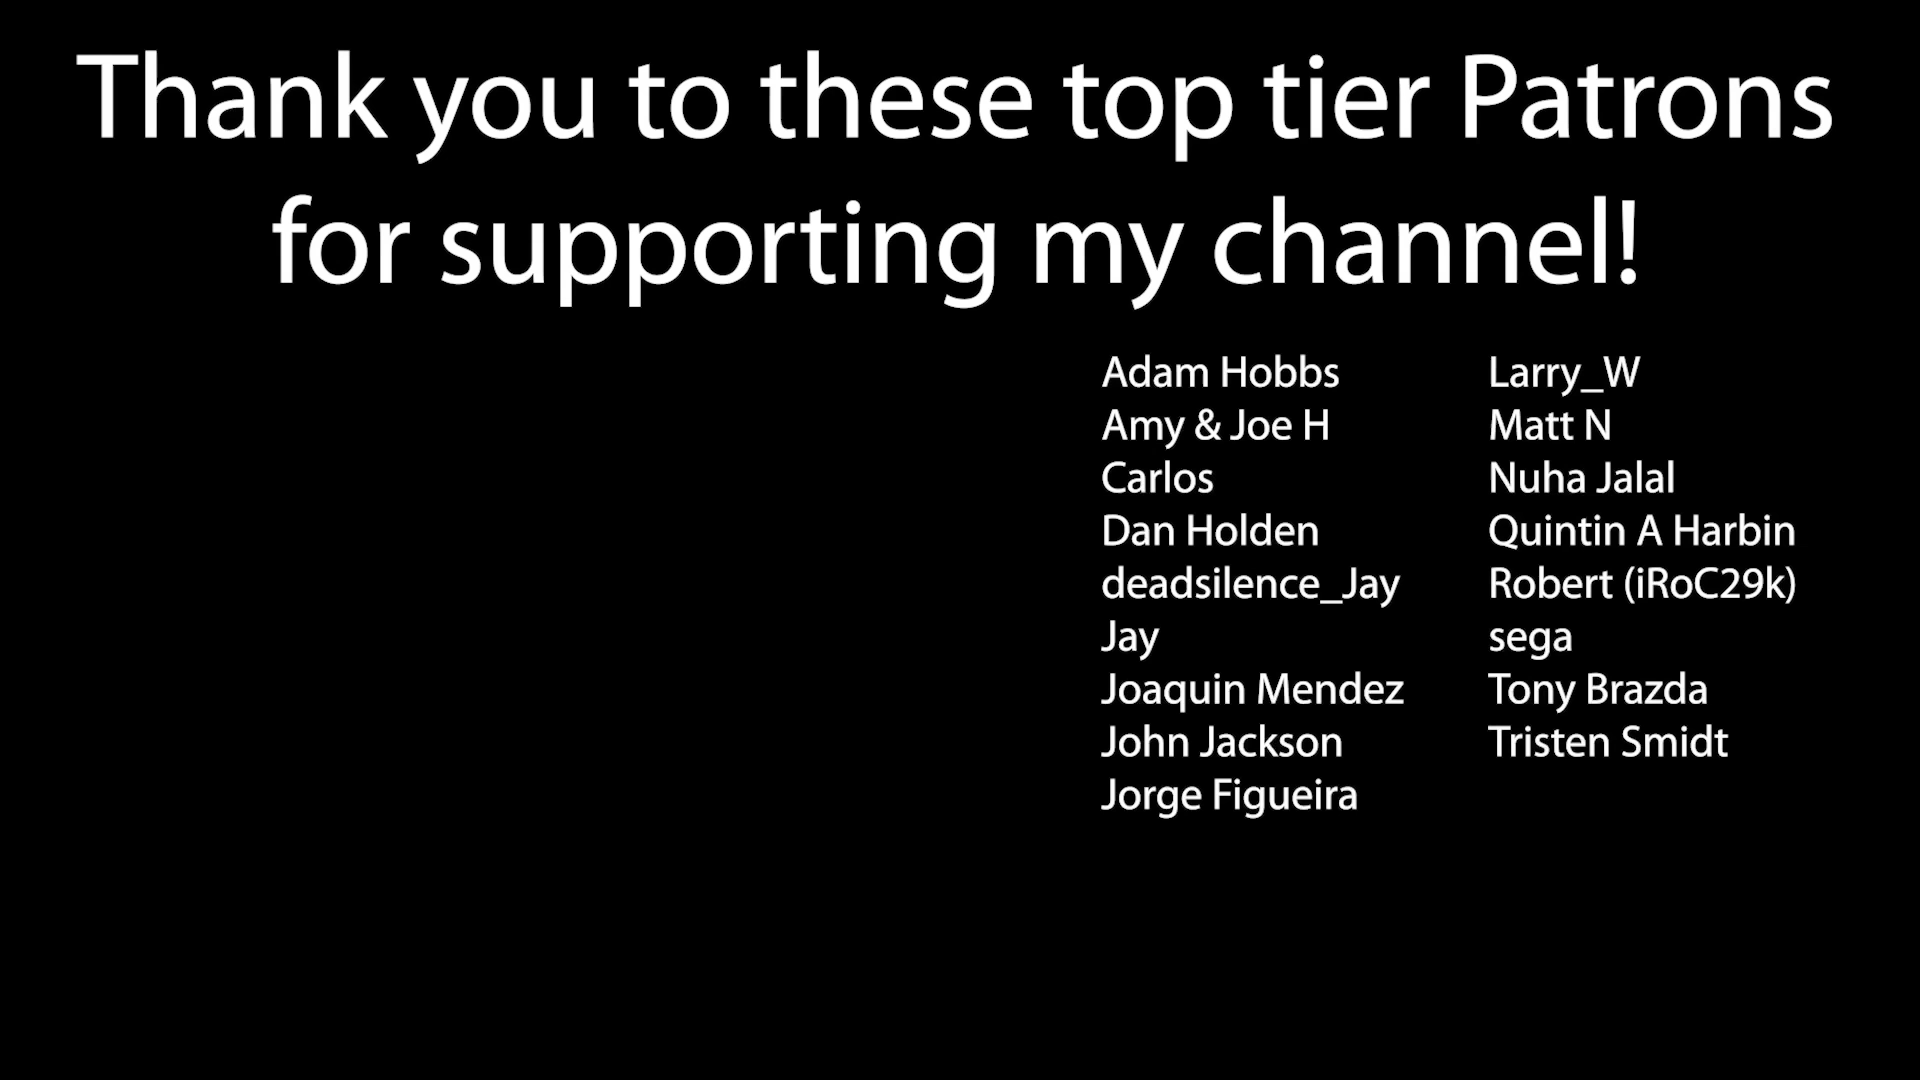 Thank you to these top tier Patrons
for supporting my channel!
Adam Hobbs
Amy & Joe H
Carlos
Dan Holden
deadsilence_Jay
Jay
Joaquin Mendez
John Jackson
Jorge Figueira
Larry_W
Matt N
Nuha Jalal
Quintin A Harbin
Robert (iRoC29k)
sega
Tony Brazda
Tristen Smidt